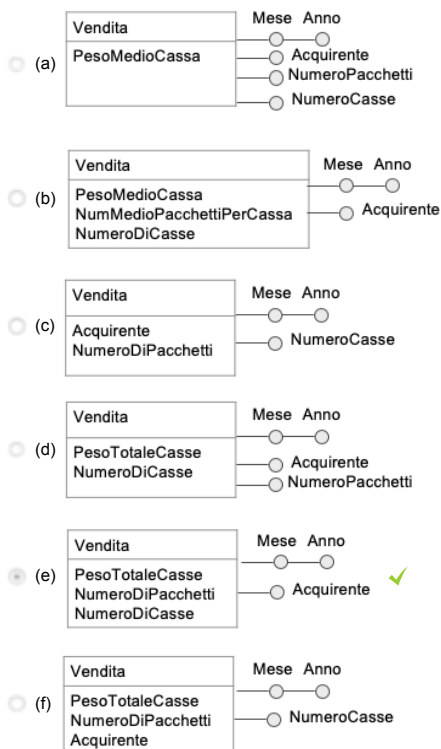 (a)
Vendita
Mese Anno
PesoMedioCassa
Acquirente
NumeroPacchetti
NumeroCasse
(b)
Vendita
Mese Anno
PesoMedioCassa
NumMedioPacchettiPerCassa
NumeroDiCasse
Acquirente
(c)
Vendita
Mese Anno
Acquirente
NumeroDiPacchetti
NumeroCasse
(d)
Vendita
Mese Anno
PesoTotaleCasse
NumeroDiCasse
Acquirente
NumeroPacchetti
(e)
Vendita
Mese Anno
PesoTotaleCasse
NumeroDiPacchetti
NumeroDiCasse
Acquirente
(f)
Vendita
Mese Anno
PesoTotaleCasse
NumeroDiPacchetti
Acquirente
NumeroCasse